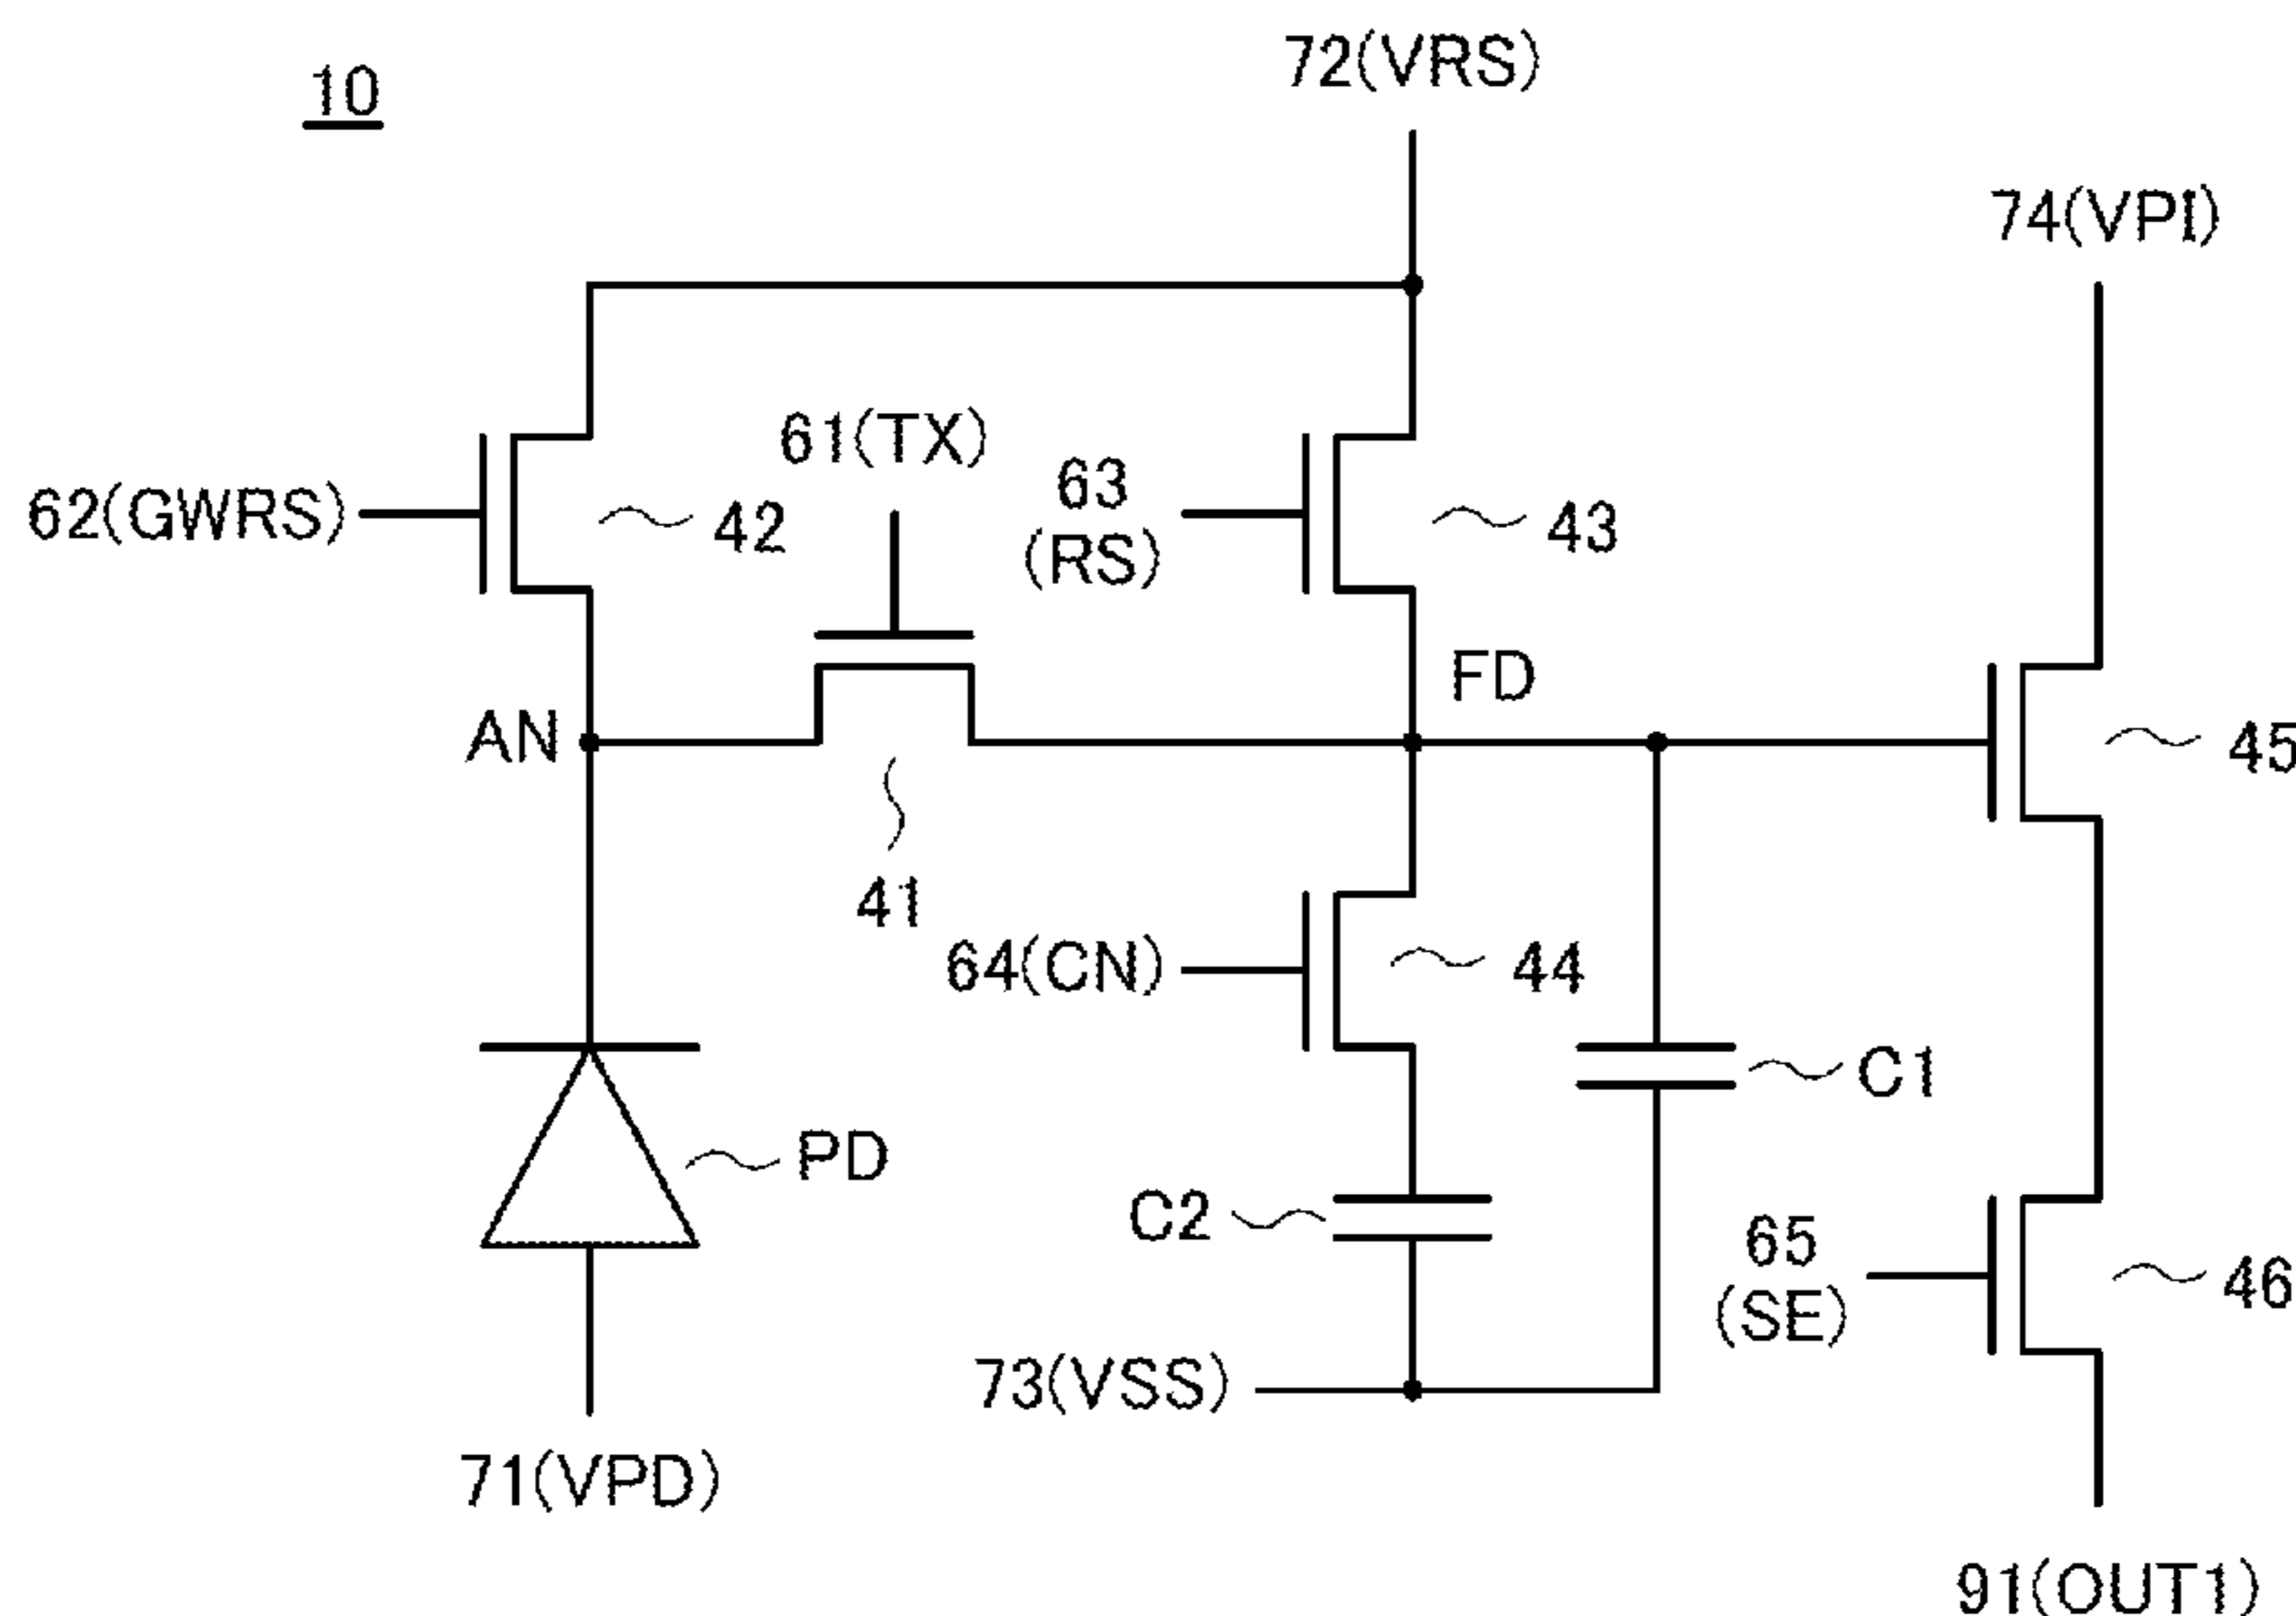 10
72(VRS)
74(VPI)
61(TX)
63
(RS)
62(GWRS)
42
43
FD
AN
45
41
64(CN)
44
C1
PD
C2
65
(SE)
46
73(VSS)
71(VPD)
91(OUT1)